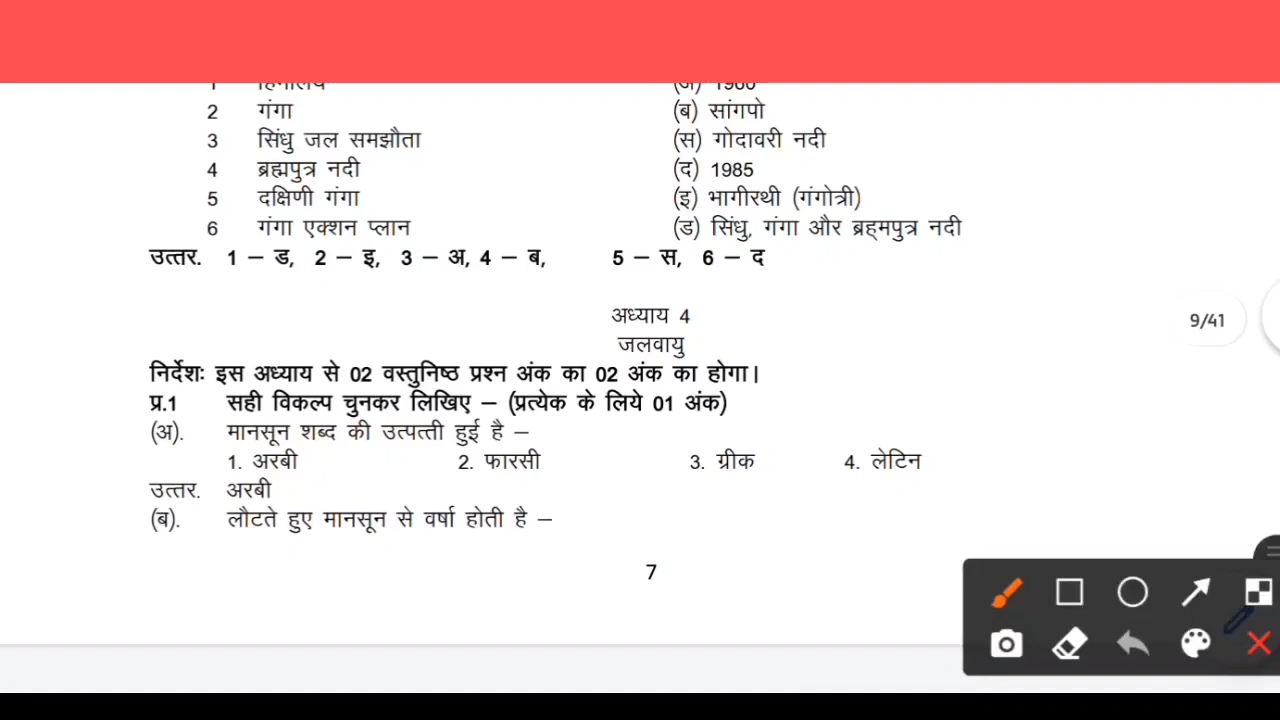 2 गंगा (ब) सांगपो
3 सिंधु जल समझौता (स) गोदावरी नदी
4 ब्रह्मपुत्र नदी (द) 1985
5 दक्षिणी गंगा (इ) भागीरथी (गंगोत्री)
6 गंगा एक्शन प्लान (ड) सिंधु, गंगा और ब्रह्मपुत्र नदी
उत्तर. 1 – ड, 2 – इ, 3 – अ, 4 – ब, 5 – स, 6 – द
अध्याय 4
जलवायु
9/41
निर्देशः इस अध्याय से 02 वस्तुनिष्ठ प्रश्न अंक का 02 अंक का होगा।
प्र.1 सही विकल्प चुनकर लिखिए – (प्रत्येक के लिये 01 अंक)
(अ). मानसून शब्द की उत्पत्ती हुई है –
1. अरबी 2. फारसी 3. ग्रीक 4. लेटिन
उत्तर. अरबी
(ब). लौटते हुए मानसून से वर्षा होती है –
7